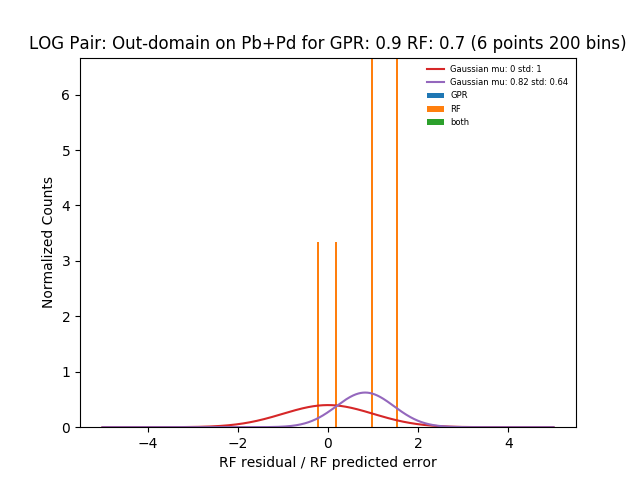 LOG Pair: Out-domain on Pb+Pd for GPR: 0.9 RF: 0.7 (6 points 200 bins)
Gaussian mu: 0 std: 1
Gaussian mu: 0.82 std: 0.64
GPR
RF
both
Normalized Counts
6
5
4
3
2
1
0
−4
−2
0
2
4
RF residual / RF predicted error